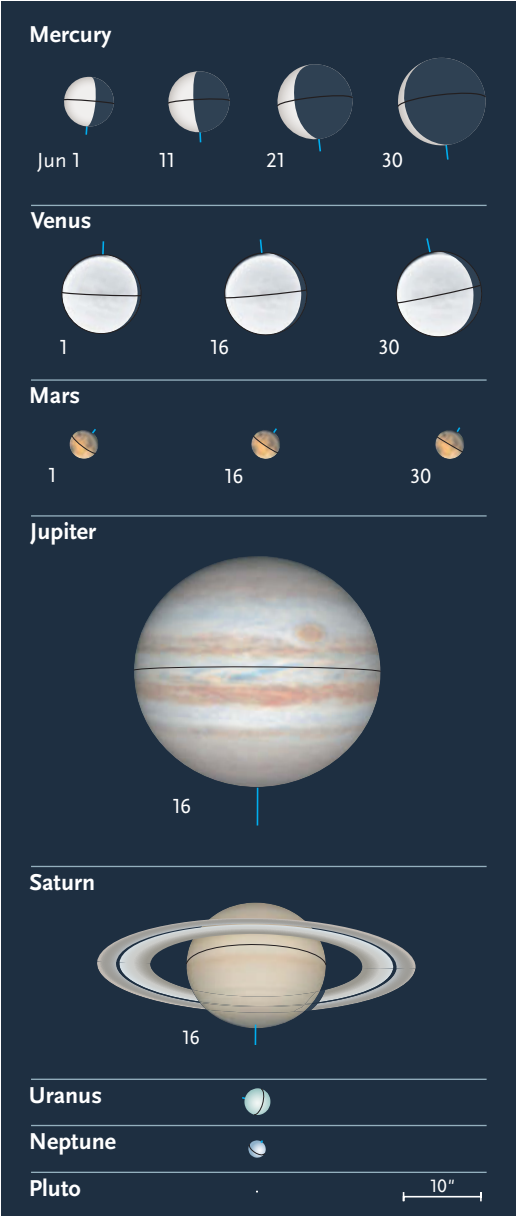 Mercury
Jun 1 11 21 30
Venus
1 16 30
Mars
1 16 30
Jupiter
16
Saturn
16
Uranus
Neptune
Pluto
10"